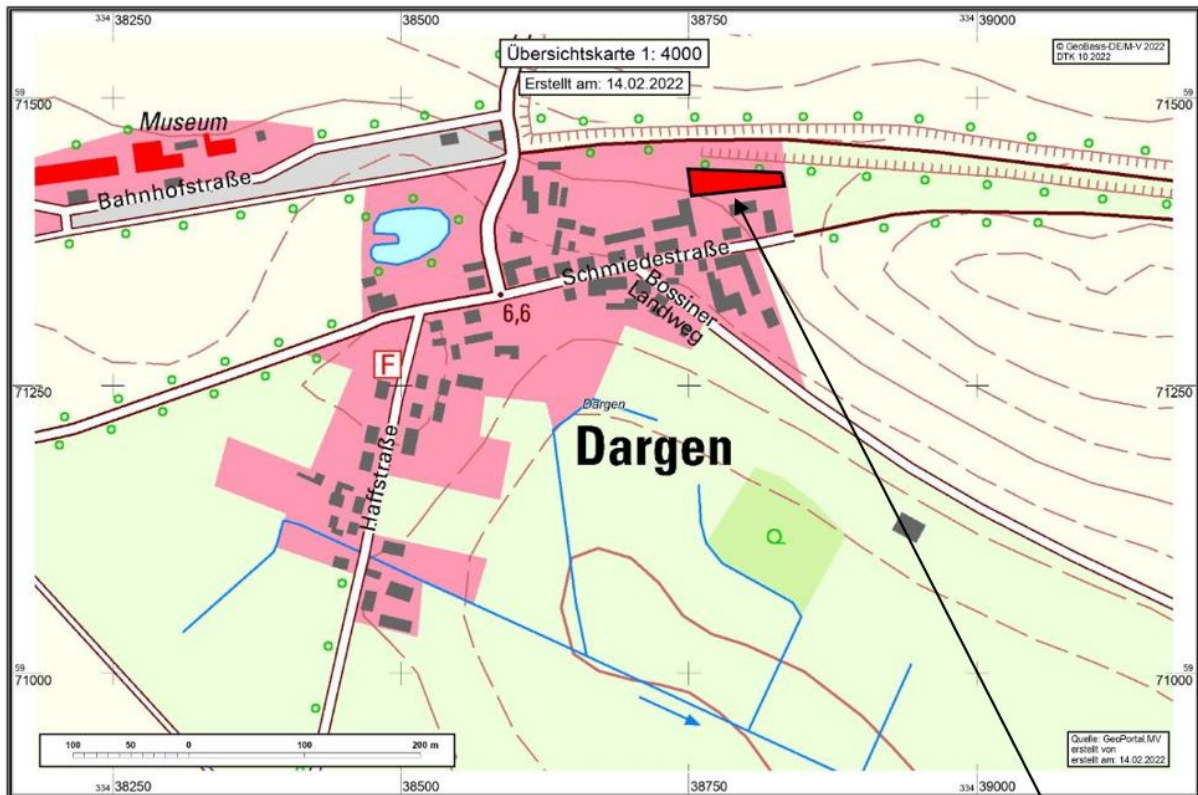 334 38250
38500
38750
334 39000
Übersichtskarte 1: 4000
Erstellt am: 14.02.2022
© GeoBasis-DE/M-V 2022
DTK 10 2022
59
71500
59
71500
Museum
Bahnhofstraße
Schmiedestraße
Bossiner
Landweg
6,6
F
71250
71250
Dargen
Dargen
Haffstraße
59
71000
59
71000
100 50 0 100 200 m
Quelle: GeoPortal.MV
erstellt von
erstellt am: 14.02.2022
334 38250
38500
38750
334 39000